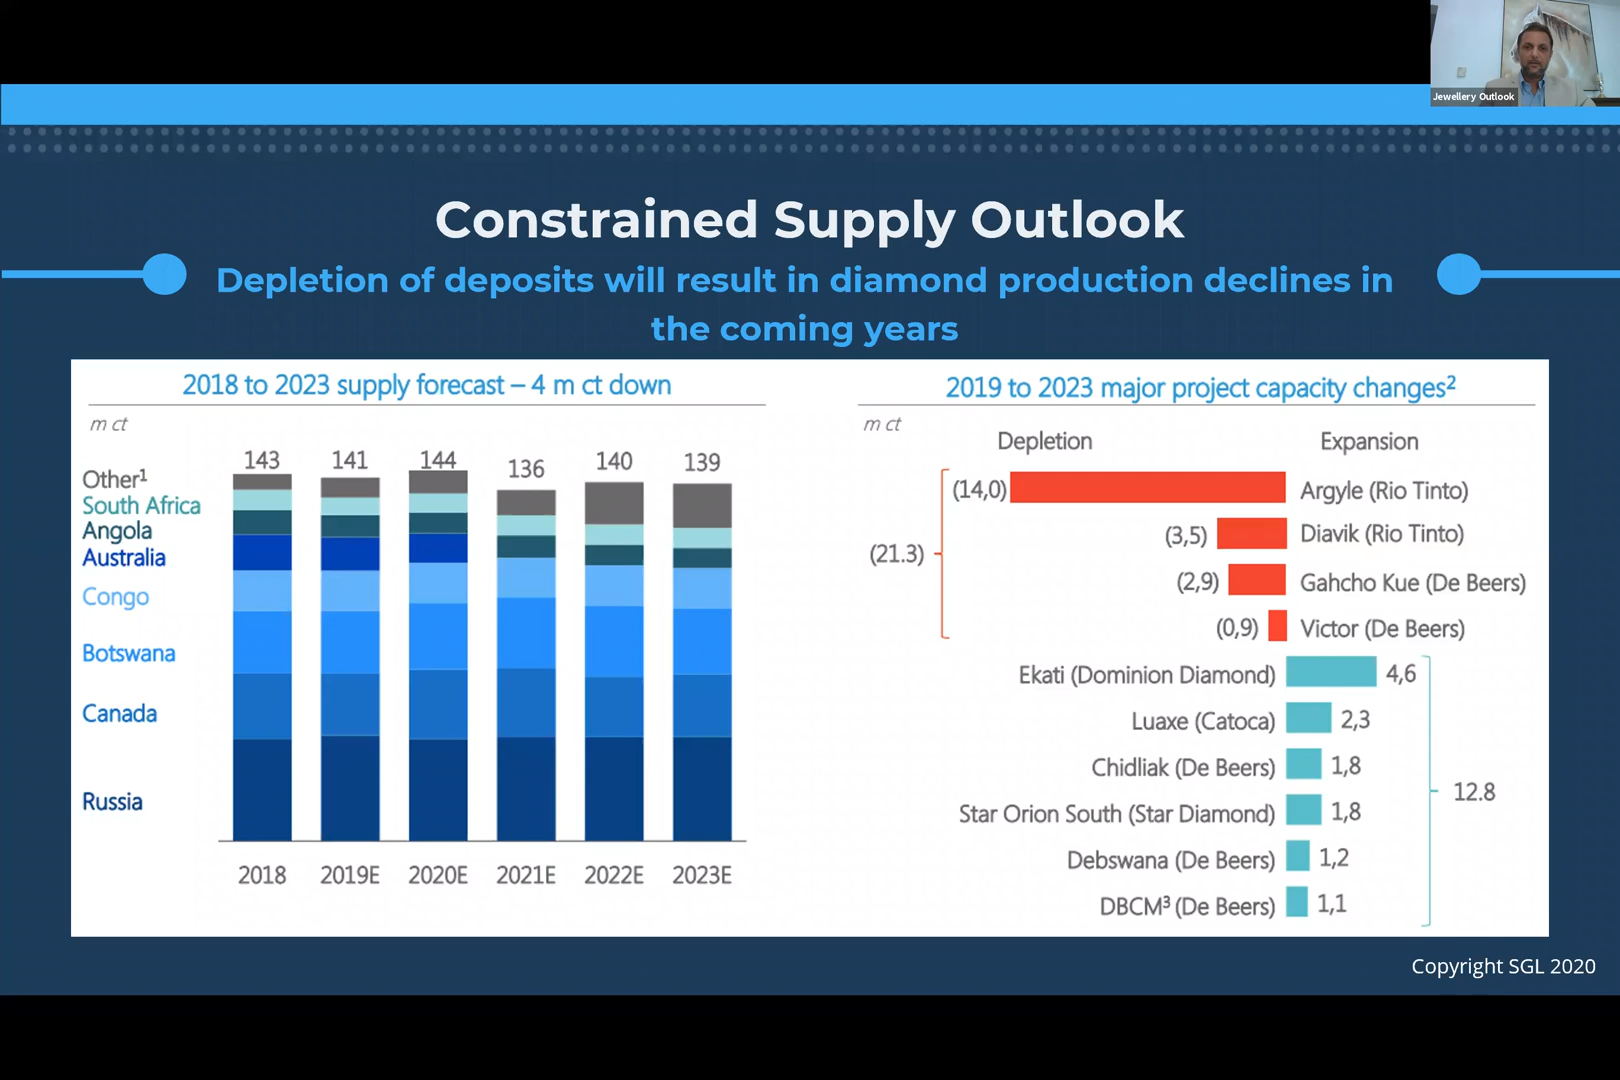 Jewellery Outlook
Constrained Supply Outlook
Depletion of deposits will result in diamond production declines in
the coming years
2018 to 2023 supply forecast – 4 m ct down
m ct
143 141 144 136 140 139
Other¹
South Africa
Angola
Australia
Congo
Botswana
Canada
Russia
2018 2019E 2020E 2021E 2022E 2023E
2019 to 2023 major project capacity changes²
m ct
Depletion Expansion
(14,0) Argyle (Rio Tinto)
(3,5) Diavik (Rio Tinto)
(21.3)
(2,9) Gahcho Kue (De Beers)
(0,9) Victor (De Beers)
Ekati (Dominion Diamond) 4,6
Luaxe (Catoca) 2,3
Chidliak (De Beers) 1,8
12.8
Star Orion South (Star Diamond) 1,8
Debswana (De Beers) 1,2
DBCM³ (De Beers) 1,1
Copyright SGL 2020